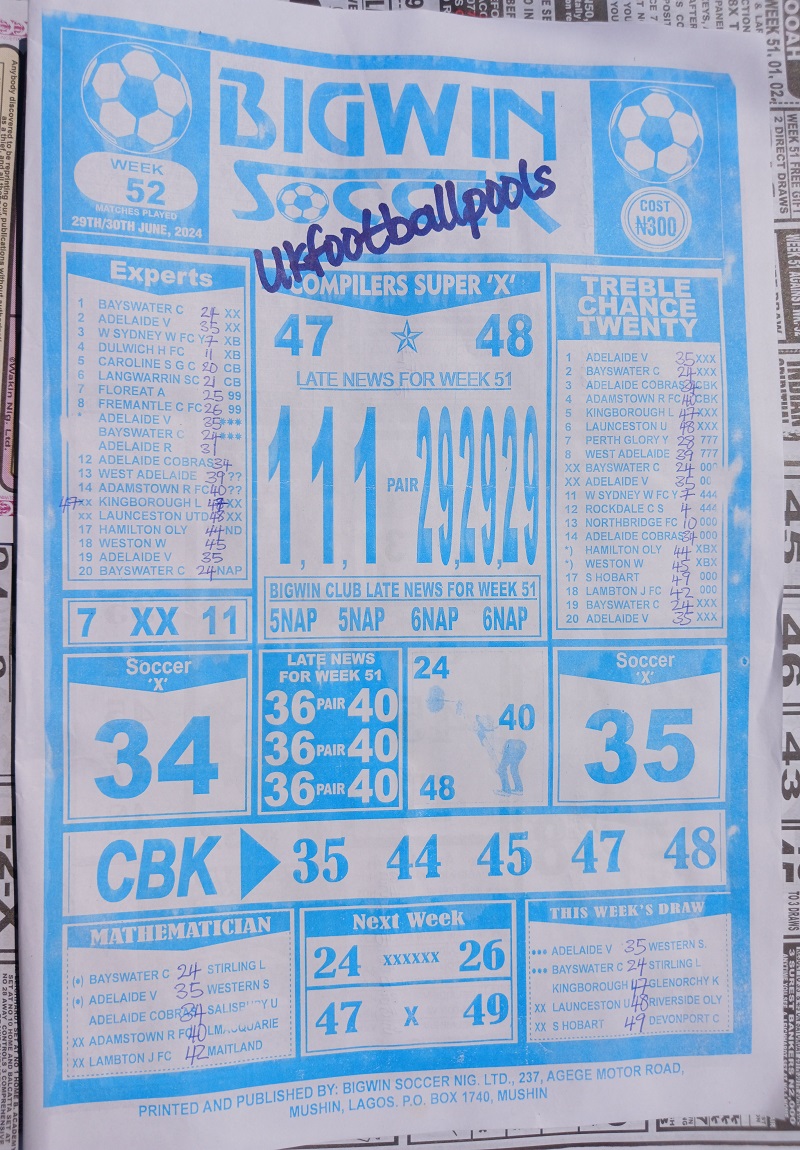 BIGWIN
SOCCER
WEEK
52
MATCHES PLAYED
29TH/30TH JUNE, 2024
COST
₦300
Ukfootballpools
Experts
1 BAYSWATER C 24 XX
2 ADELAIDE V 35 XX
3 W SYDNEY W FC Y 7 XB
4 DULWICH H FC 11 XB
5 CAROLINE S G C 20 CB
6 LANGWARRIN SC 21 CB
7 FLOREAT A 25 99
8 FREMANTLE C FC 26 99
* ADELAIDE V 35 ***
BAYSWATER C 24 ***
ADELAIDE R 31
12 ADELAIDE COBRAS 34
13 WEST ADELAIDE 39 ??
14 ADAMSTOWN R FC 40 ??
47 xx KINGBOROUGH L 47 XX
xx LAUNCESTON UTD 48 XX
17 HAMILTON OLY 44 ND
18 WESTON W 45
19 ADELAIDE V 35
20 BAYSWATER C 24 NAP
7 XX 11
COMPILERS SUPER 'X'
47 48
LATE NEWS FOR WEEK 51
1,1,1 PAIR 29,29,29
BIGWIN CLUB LATE NEWS FOR WEEK 51
5NAP 5NAP 6NAP 6NAP
TREBLE
CHANCE
TWENTY
1 ADELAIDE V 35 XXX
2 BAYSWATER C 24 XXX
3 ADELAIDE COBRAS 34 CBK
4 ADAMSTOWN R FC 40 CBK
5 KINGBOROUGH L 47 XXX
6 LAUNCESTON U 48 XXX
7 PERTH GLORY Y 28 777
8 WEST ADELAIDE 39 777
XX BAYSWATER C 24 000
XX ADELAIDE V 35 00
11 W SYDNEY W FC Y 7 444
12 ROCKDALE C S 4 444
13 NORTHBRIDGE FC 10 000
14 ADELAIDE COBRAS 34 000
*) HAMILTON OLY 44 XBX
*) WESTON W 45 XBX
17 S HOBART 49 000
18 LAMBTON J FC 42 000
19 BAYSWATER C 24 XXX
20 ADELAIDE V 35 XXX
Soccer
'X'
34
LATE NEWS
FOR WEEK 51
36 PAIR 40
36 PAIR 40
36 PAIR 40
24
40
48
Soccer
'X'
35
CBK 35 44 45 47 48
MATHEMATICIAN
(•) BAYSWATER C 24 STIRLING L
(•) ADELAIDE V 35 WESTERN S
ADELAIDE COBRAS 34 SALISBURY U
XX ADAMSTOWN R FC 40
XX LAMBTON J FC 42 MAITLAND
Next Week
24 xxxxxx 26
47 x 49
THIS WEEK'S DRAW
••• ADELAIDE V 35 WESTERN S.
••• BAYSWATER C 24 STIRLING L
KINGBOROUGH 47 GLENORCHY K
XX LAUNCESTON U 48 RIVERSIDE OLY
XX S HOBART 49 DEVONPORT C
PRINTED AND PUBLISHED BY: BIGWIN SOCCER NIG. LTD., 237, AGEGE MOTOR ROAD,
MUSHIN, LAGOS. P.O. BOX 1740, MUSHIN